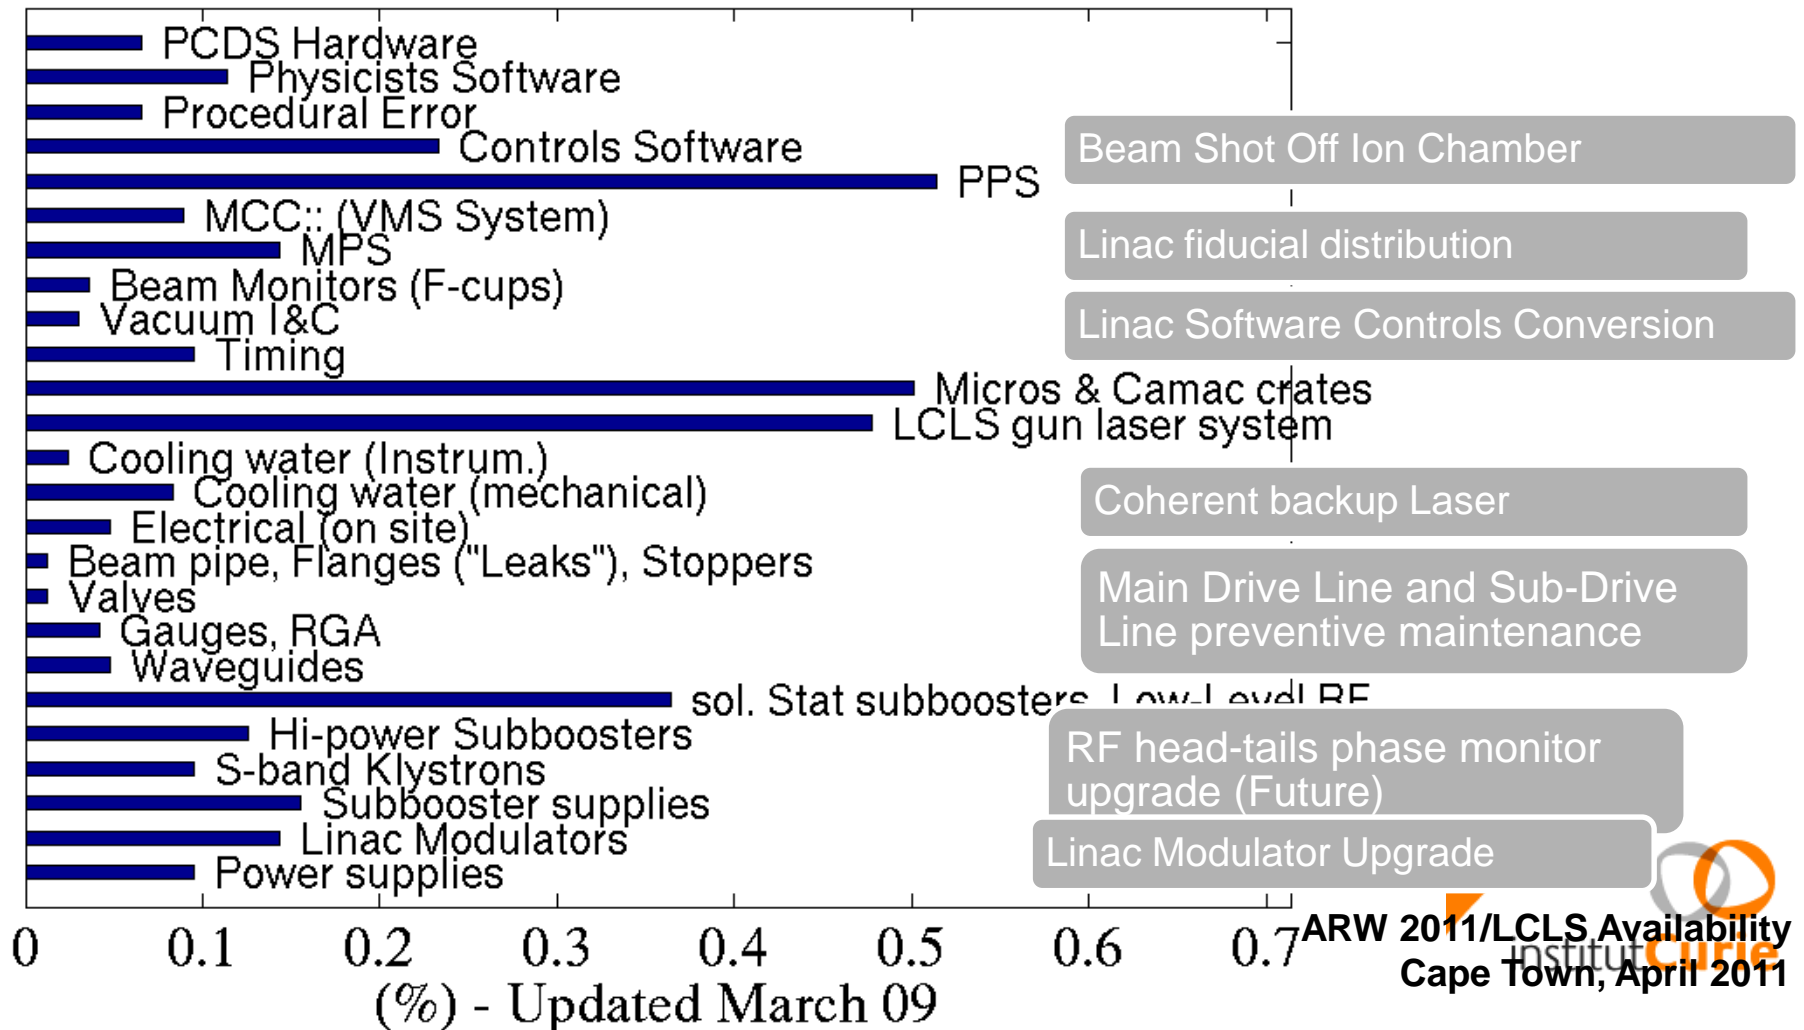 PCDS Hardware
Physicists Software
Procedural Error
Controls Software
Beam Shot Off Ion Chamber
PPS
MCC:: (VMS System)
MPS
Linac fiducial distribution
Beam Monitors (F-cups)
Vacuum I&C
Linac Software Controls Conversion
Timing
Micros & Camac crates
LCLS gun laser system
Cooling water (Instrum.)
Cooling water (mechanical)
Coherent backup Laser
Electrical (on site)
Beam pipe, Flanges ("Leaks"), Stoppers
Valves
Main Drive Line and Sub-Drive
Line preventive maintenance
Gauges, RGA
Waveguides
sol. Stat subboosters, Low-Level RF
Hi-power Subboosters
RF head-tails phase monitor
upgrade (Future)
S-band Klystrons
Subbooster supplies
Linac Modulators
Linac Modulator Upgrade
Power supplies
0 0.1 0.2 0.3 0.4 0.5 0.6 0.7
(%) - Updated March 09
ARW 2011/LCLS Availability
institutCurie
Cape Town, April 2011